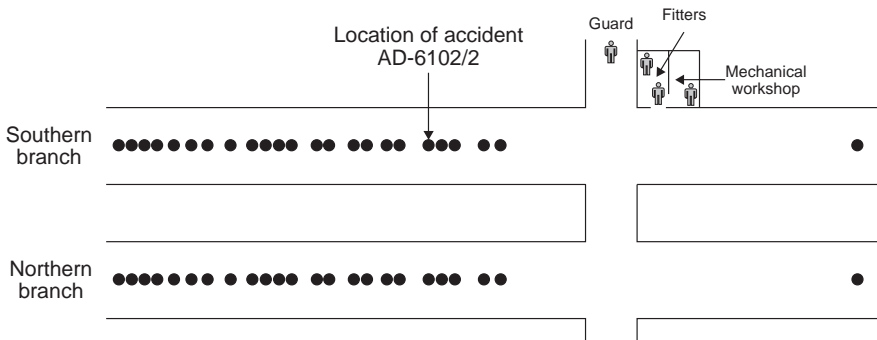 Guard
Fitters
Location of accident
AD-6102/2
Mechanical
workshop
Southern
branch
Northern
branch